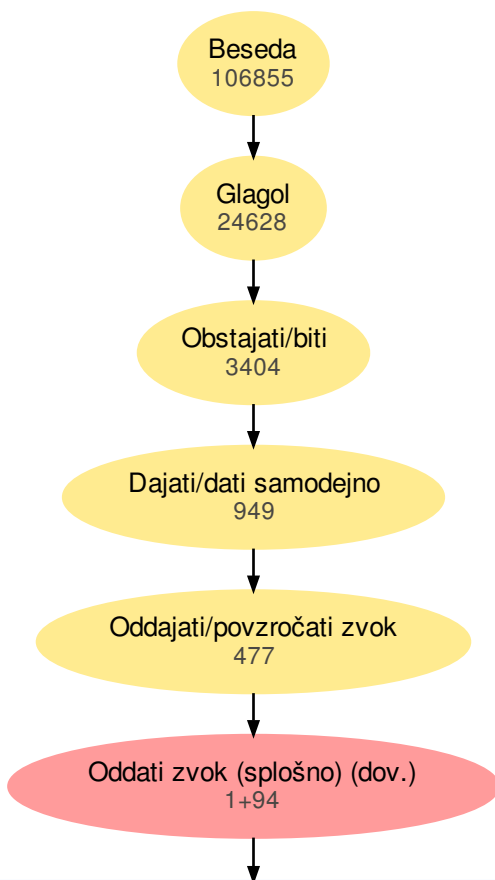 Beseda
106855
Glagol
24628
Obstajati/biti
3404
Dajati/dati samodejno
949
Oddajati/povzročati zvok
477
Oddati zvok (splošno) (dov.)
1+94